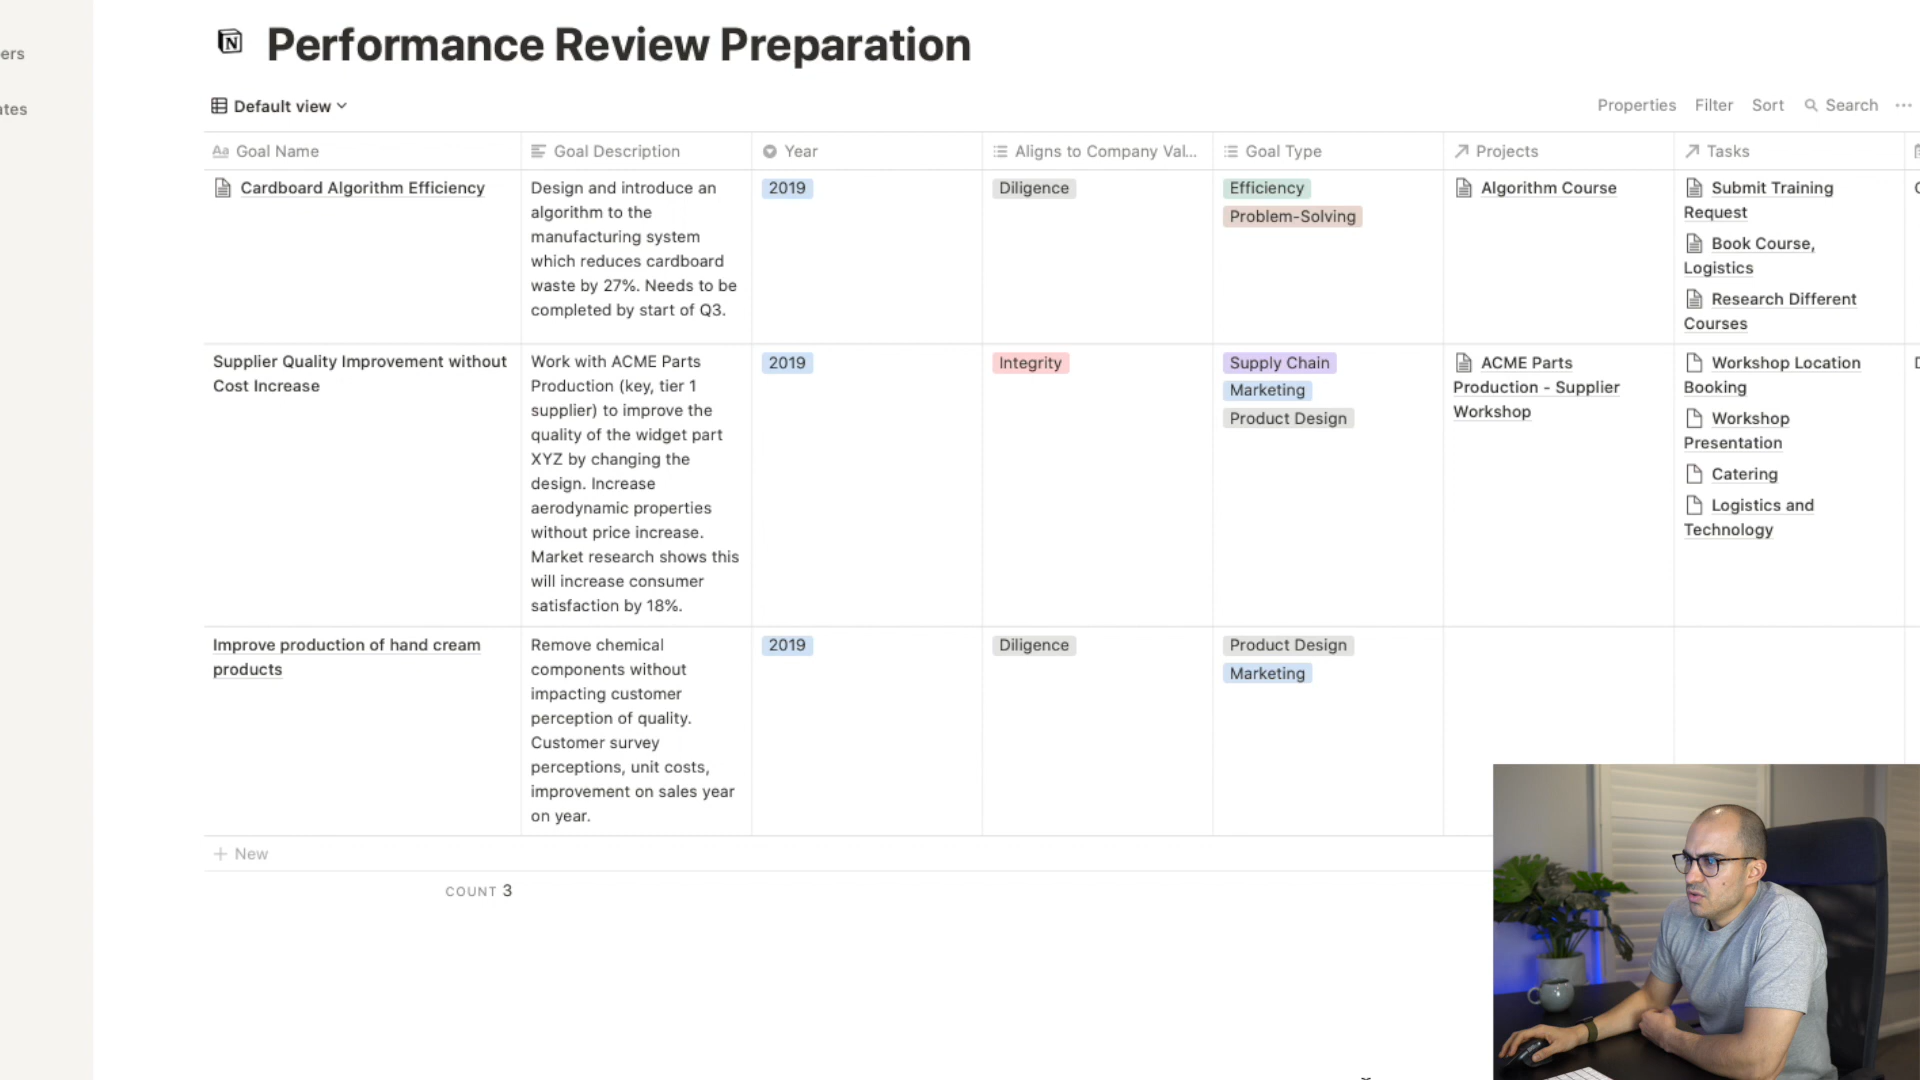 Performance Review Preparation
ers
ates
Default view
Properties Filter Sort Search ...
Goal Name Goal Description Year Aligns to Company Val... Goal Type Projects Tasks
Cardboard Algorithm Efficiency
Design and introduce an
algorithm to the
manufacturing system
which reduces cardboard
waste by 27%. Needs to be
completed by start of Q3.
2019
Diligence
Efficiency
Problem-Solving
Algorithm Course
Submit Training
Request
Book Course,
Logistics
Research Different
Courses
Supplier Quality Improvement without
Cost Increase
Work with ACME Parts
Production (key, tier 1
supplier) to improve the
quality of the widget part
XYZ by changing the
design. Increase
aerodynamic properties
without price increase.
Market research shows this
will increase consumer
satisfaction by 18%.
2019
Integrity
Supply Chain
Marketing
Product Design
ACME Parts
Production - Supplier
Workshop
Workshop Location
Booking
Workshop
Presentation
Catering
Logistics and
Technology
Improve production of hand cream
products
Remove chemical
components without
impacting customer
perception of quality.
Customer survey
perceptions, unit costs,
improvement on sales year
on year.
2019
Diligence
Product Design
Marketing
+ New
COUNT 3